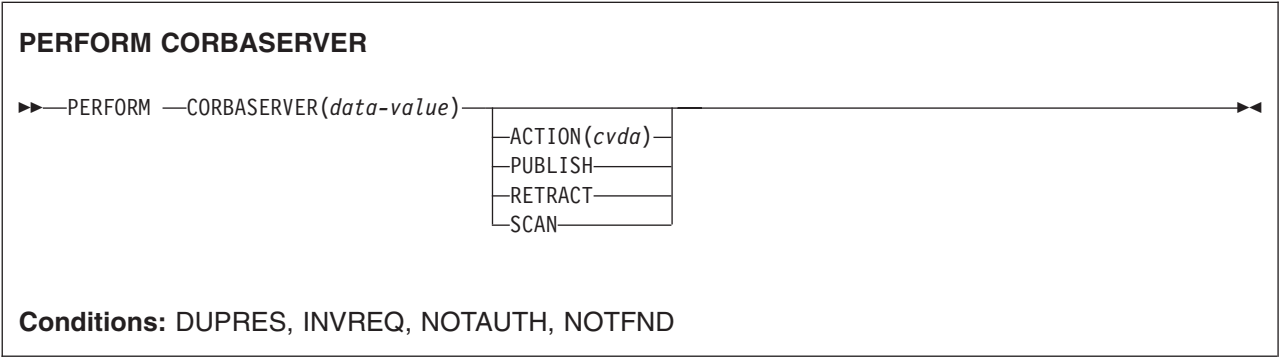 PERFORM CORBASERVER
PERFORM CORBASERVER(data-value)
ACTION(cvda)
PUBLISH
RETRACT
SCAN
Conditions: DUPRES, INVREQ, NOTAUTH, NOTFND